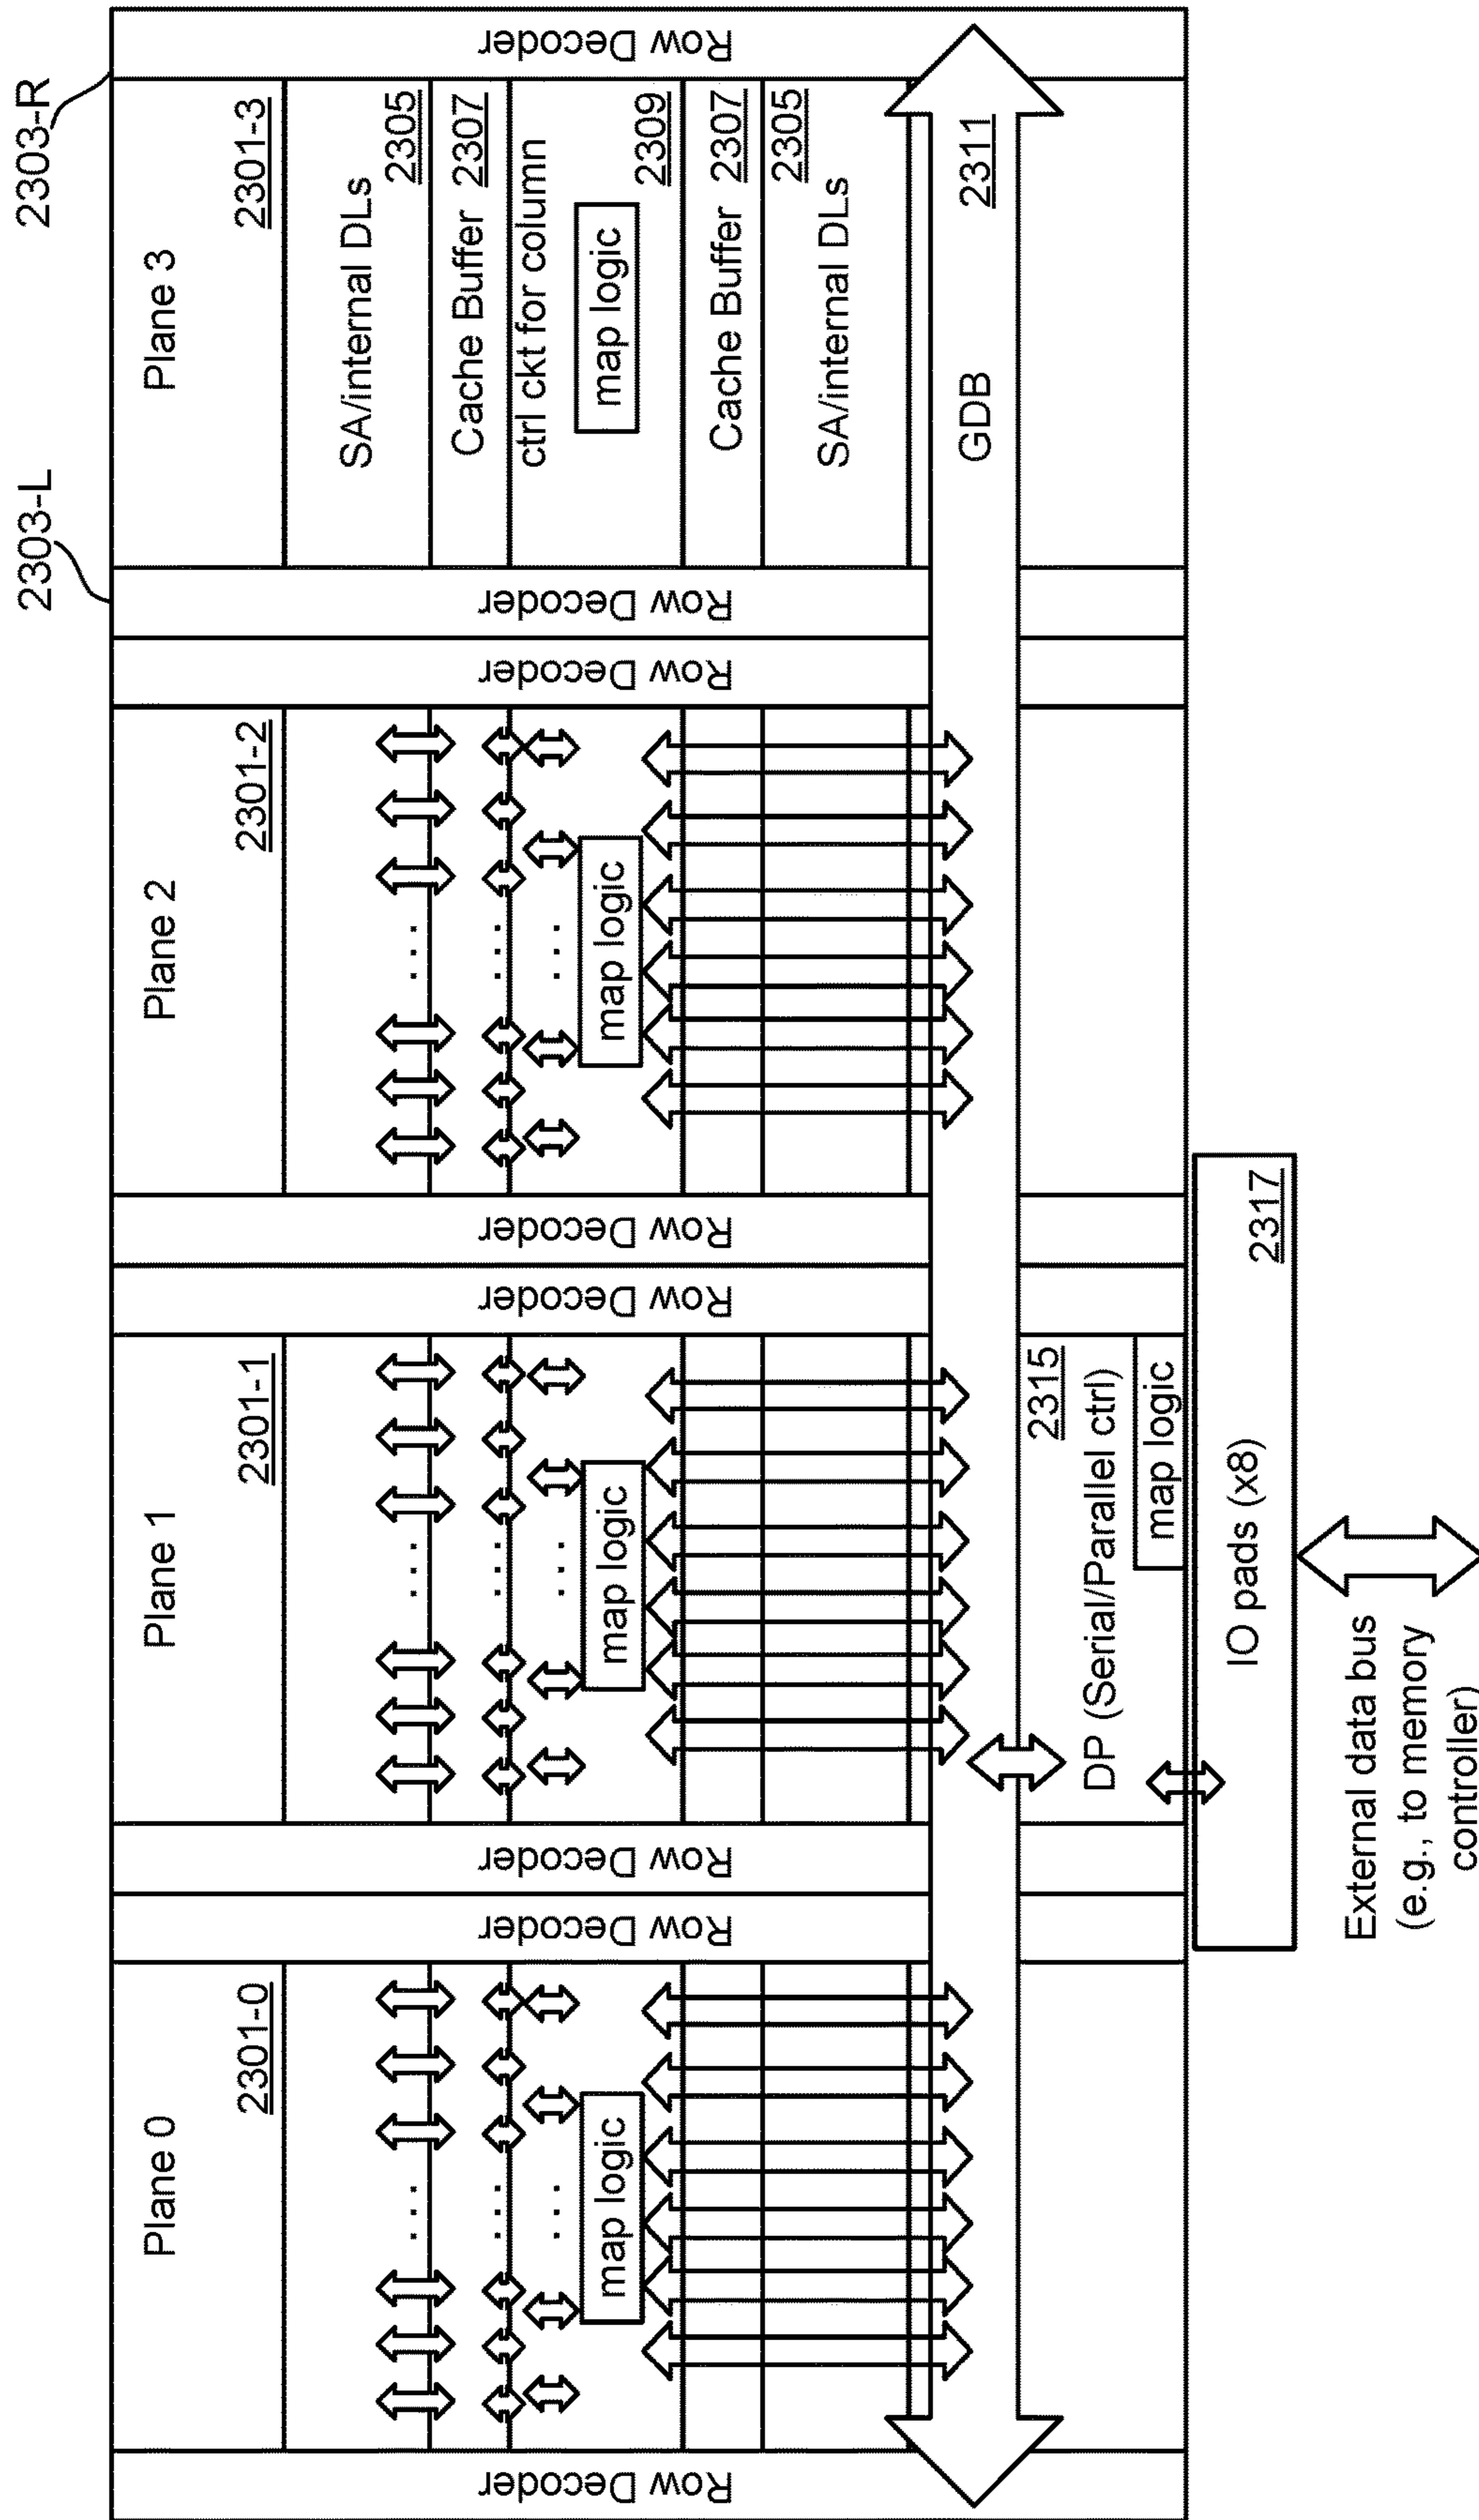 2303-L
2303-R
Plane 0
2301-0
Plane 1
2301-1
Plane 2
2301-2
Plane 3
2301-3
Row Decoder
Row Decoder
Row Decoder
Row Decoder
Row Decoder
Row Decoder
Row Decoder
Row Decoder
SA/internal DLs
2305
Cache Buffer 2307
ctrl ckt for column
2309
map logic
Cache Buffer 2307
SA/internal DLs
2305
...
...
...
map logic
...
...
...
map logic
...
...
...
map logic
GDB
2311
2315
DP (Serial/Parallel ctrl)
map logic
IO pads (x8)
2317
External data bus
(e.g., to memory
controller)